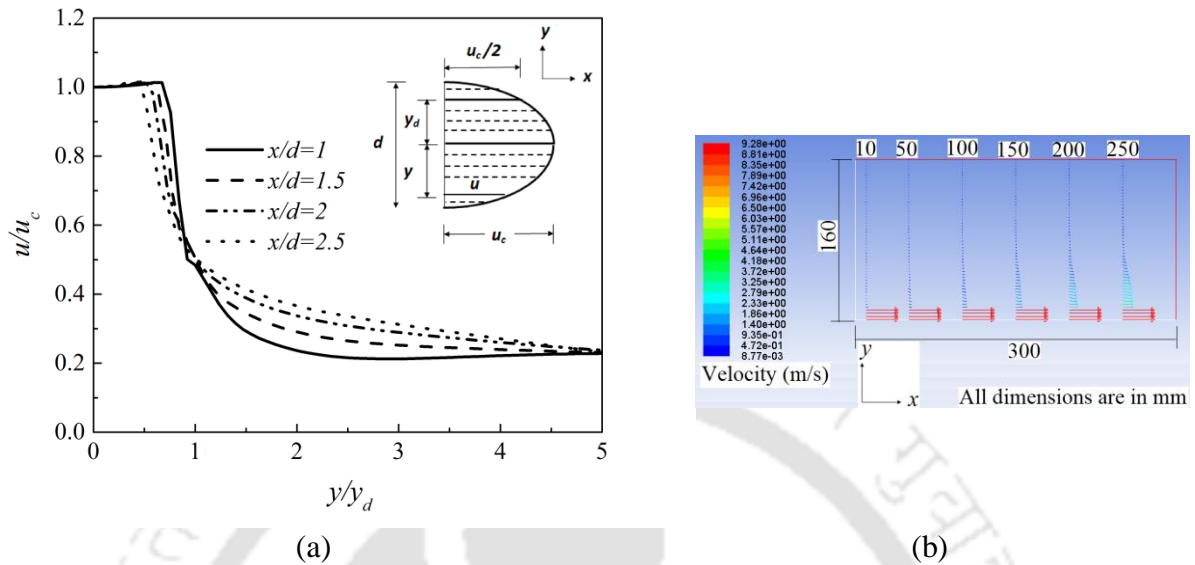 1.2
1.0
0.8
0.6
0.4
0.2
0.0
u/u_c
0 1 2 3 4 5
y/y_d
x/d=1
x/d=1.5
x/d=2
x/d=2.5
u_c/2
y
x
d
y_d
y
u
u_c
(a)
9.28e+00
8.81e+00
8.35e+00
7.89e+00
7.42e+00
6.96e+00
6.50e+00
6.03e+00
5.57e+00
5.11e+00
4.64e+00
4.18e+00
3.72e+00
3.25e+00
2.79e+00
2.33e+00
1.86e+00
1.40e+00
9.35e-01
4.72e-01
8.77e-03
Velocity (m/s)
10 50 100 150 200 250
160
300
y
x
All dimensions are in mm
(b)